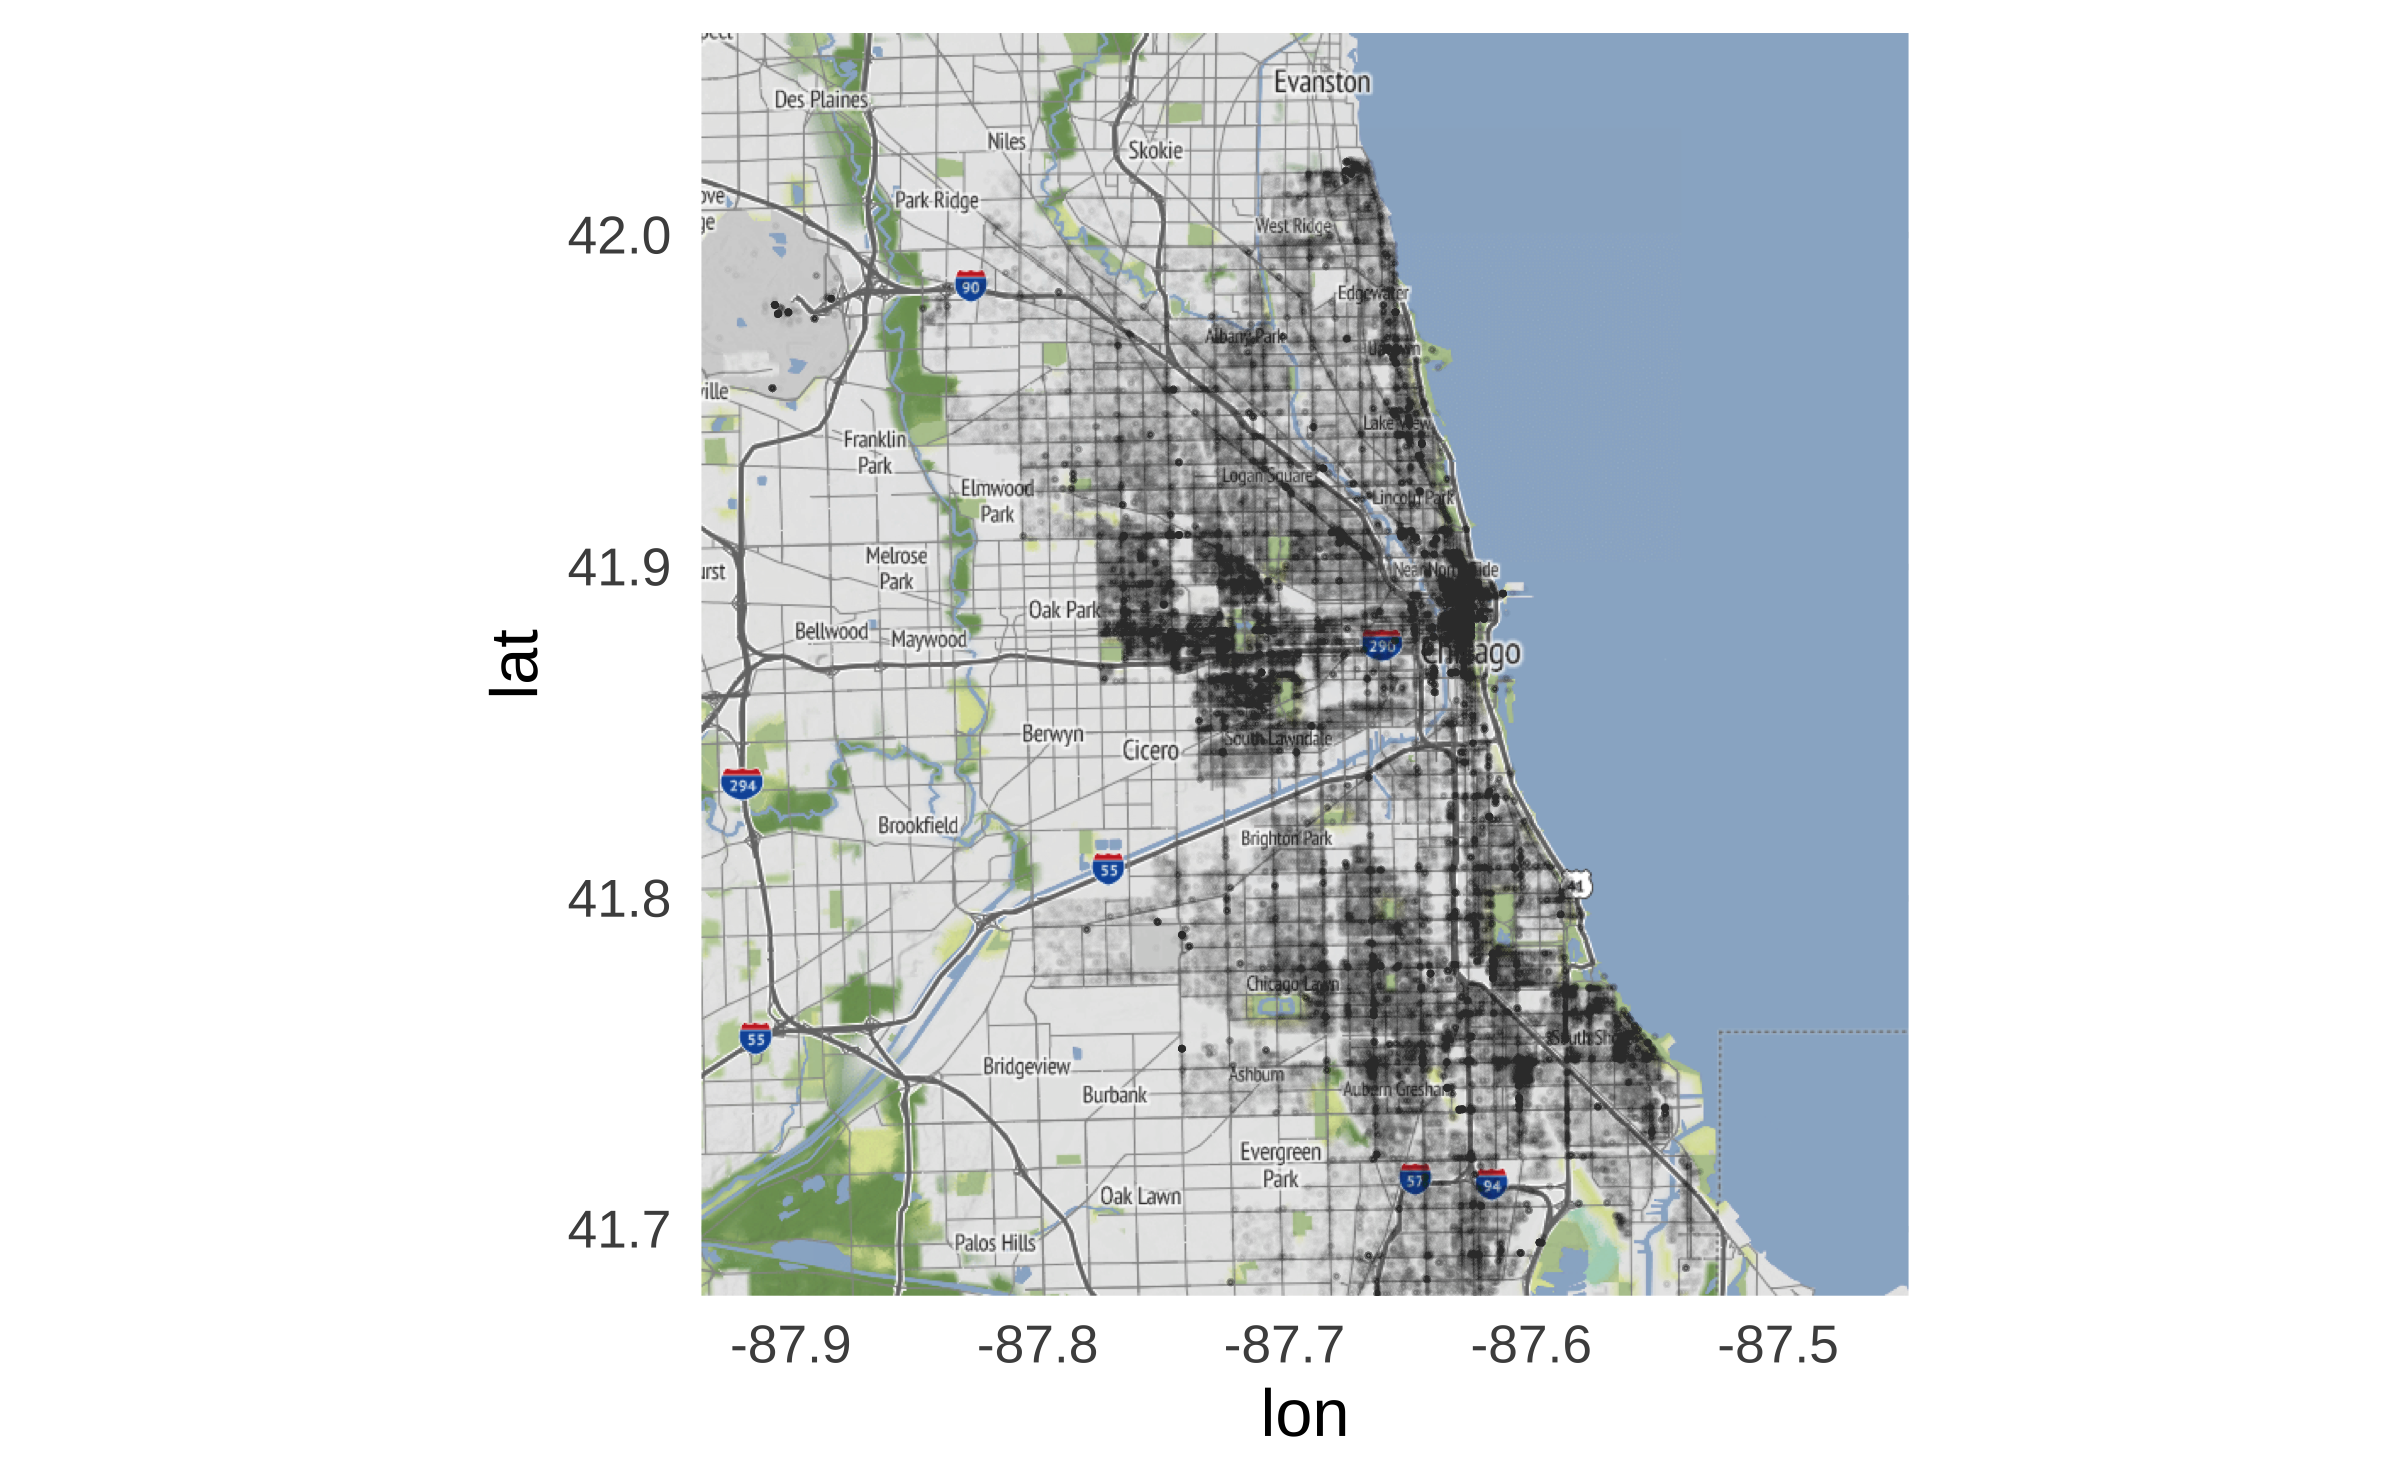 Evanston
Des Plaines
Niles
Skokie
Park Ridge
West Ridge
42.0
90
Edgewater
Albany Park
Uptown
ville
Lake View
Franklin
Park
Logan Square
Elmwood
Park
Lincoln Park
41.9
Melrose
Park
Near North Side
urst
Oak Park
Bellwood
Maywood
290
Chicago
lat
Berwyn
Cicero
South Lawndale
294
Brookfield
Brighton Park
55
41
41.8
Chicago Lawn
55
South Sho
Bridgeview
Ashburn
Burbank
Auburn Gresham
Evergreen
Park
57
94
Oak Lawn
41.7
Palos Hills
-87.9
-87.8
-87.7
-87.6
-87.5
lon